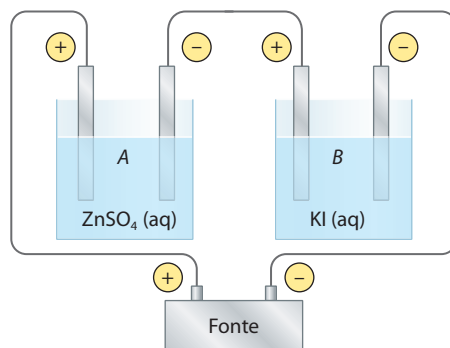 + − + −
A B
ZnSO₄ (aq) KI (aq)
+ −
Fonte